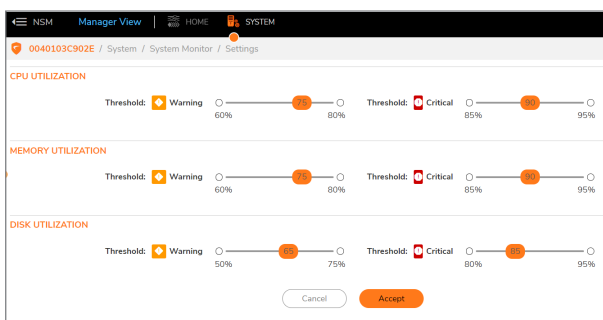 NSM Manager View HOME SYSTEM
0040103C902E / System / System Monitor / Settings
CPU UTILIZATION
Threshold: Warning 75 Threshold: Critical 90
60% 80% 85% 95%
MEMORY UTILIZATION
Threshold: Warning 75 Threshold: Critical 90
60% 80% 85% 95%
DISK UTILIZATION
Threshold: Warning 65 Threshold: Critical 85
50% 75% 80% 95%
Cancel Accept